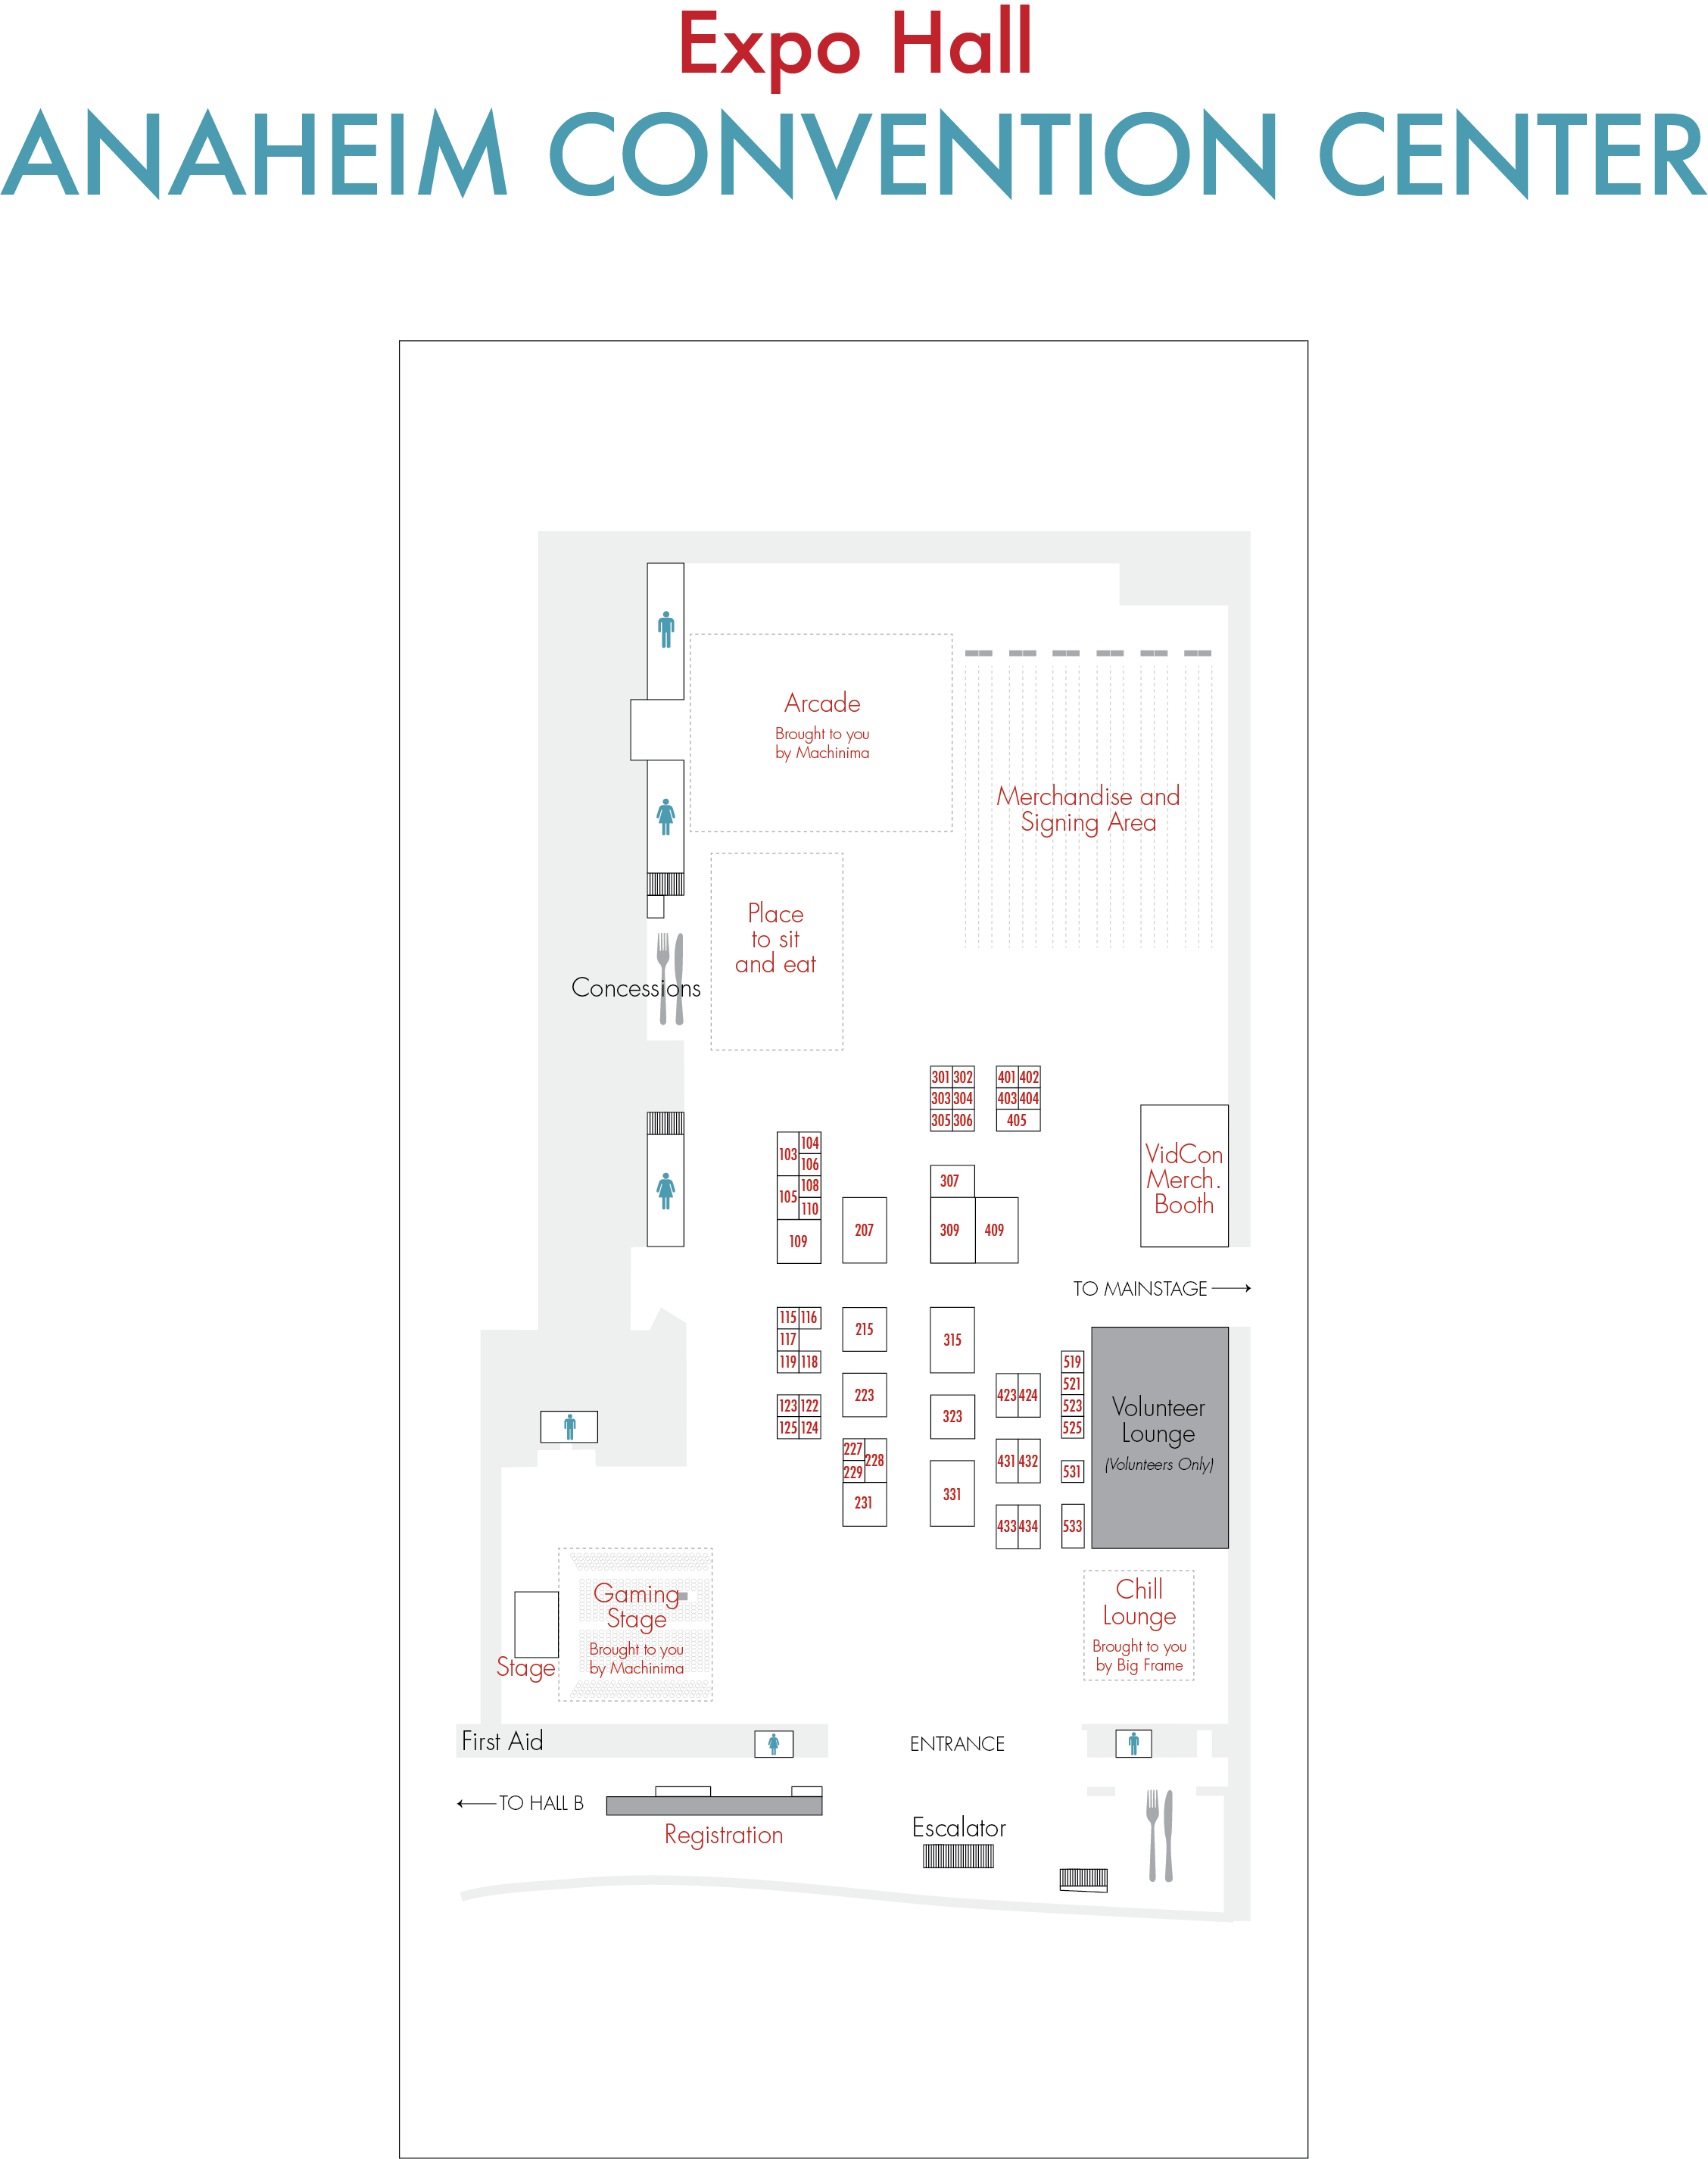 Expo Hall
ANAHEIM CONVENTION CENTER
Arcade
Brought to you
by Machinima
Merchandise and
Signing Area
Place
to sit
and eat
Concessions
301 302
303 304
305 306
401 402
403 404
405
103 104
106
105 108
110
109
207
307
309 409
VidCon
Merch.
Booth
TO MAINSTAGE
115 116
117
119 118
215
315
123 122
125 124
223
323
423 424
519
521
523
525
Volunteer
Lounge
(Volunteers Only)
227 228
229
231
331
431 432
531
433 434
533
Gaming
Stage
Brought to you
by Machinima
Stage
Chill
Lounge
Brought to you
by Big Frame
First Aid
ENTRANCE
TO HALL B
Registration
Escalator